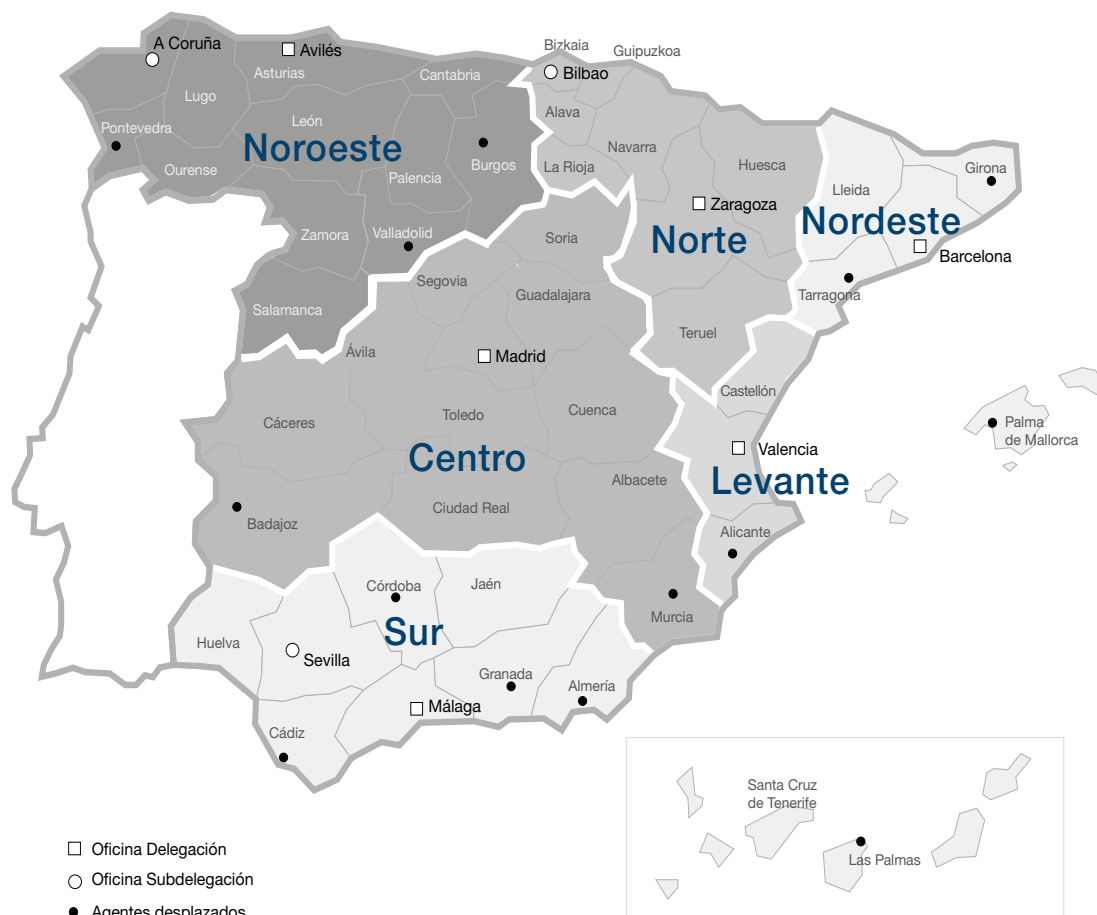 A Coruña
Avilés
Bizkaia
Guipuzkoa
Asturias
Cantabria
Bilbao
Lugo
León
Alava
Pontevedra
Noroeste
Navarra
Ourense
Palencia
Burgos
La Rioja
Huesca
Girona
Lleida
Zaragoza
Nordeste
Zamora
Valladolid
Soria
Norte
Barcelona
Segovia
Guadalajara
Tarragona
Salamanca
Teruel
Ávila
Madrid
Castellón
Cáceres
Toledo
Cuenca
Palma
de Mallorca
Centro
Valencia
Levante
Albacete
Badajoz
Ciudad Real
Alicante
Córdoba
Jaén
Murcia
Sur
Huelva
Sevilla
Granada
Almería
Málaga
Cádiz
Santa Cruz
de Tenerife
Las Palmas
Oficina Delegación
Oficina Subdelegación
Agentes desplazados